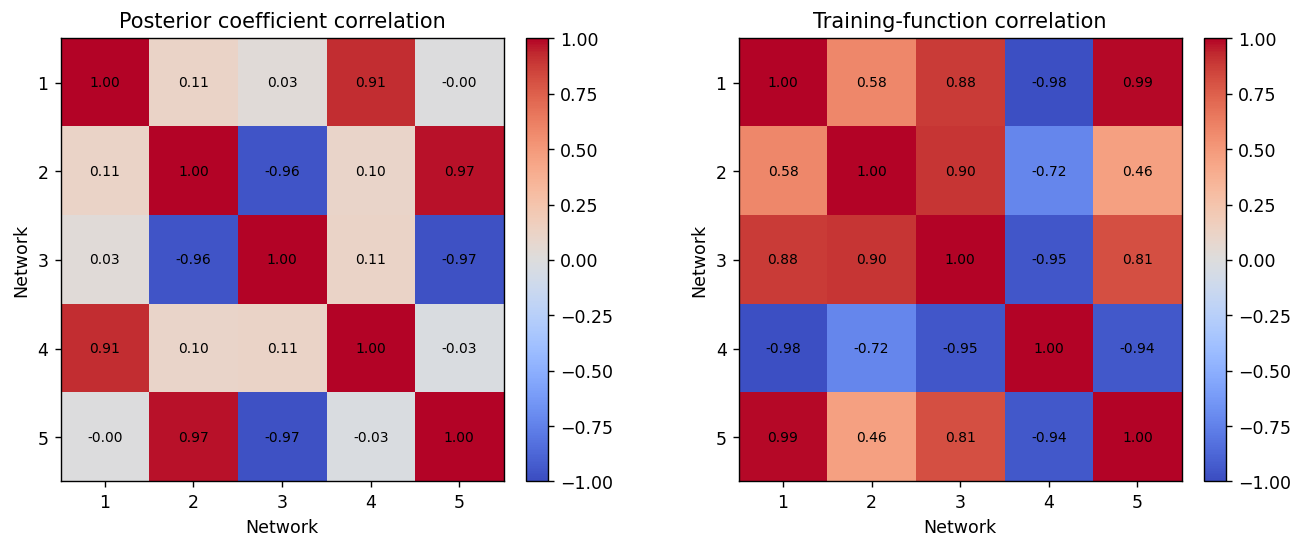 Posterior coefficient correlation
1 1.00 0.11 0.03 0.91 -0.00
2 0.11 1.00 -0.96 0.10 0.97
3 0.03 -0.96 1.00 0.11 -0.97
4 0.91 0.10 0.11 1.00 -0.03
5 -0.00 0.97 -0.97 -0.03 1.00
1 2 3 4 5
Network
Network
1.00
0.75
0.50
0.25
0.00
−0.25
−0.50
−0.75
−1.00
Training-function correlation
1 1.00 0.58 0.88 -0.98 0.99
2 0.58 1.00 0.90 -0.72 0.46
3 0.88 0.90 1.00 -0.95 0.81
4 -0.98 -0.72 -0.95 1.00 -0.94
5 0.99 0.46 0.81 -0.94 1.00
1 2 3 4 5
Network
Network
1.00
0.75
0.50
0.25
0.00
−0.25
−0.50
−0.75
−1.00